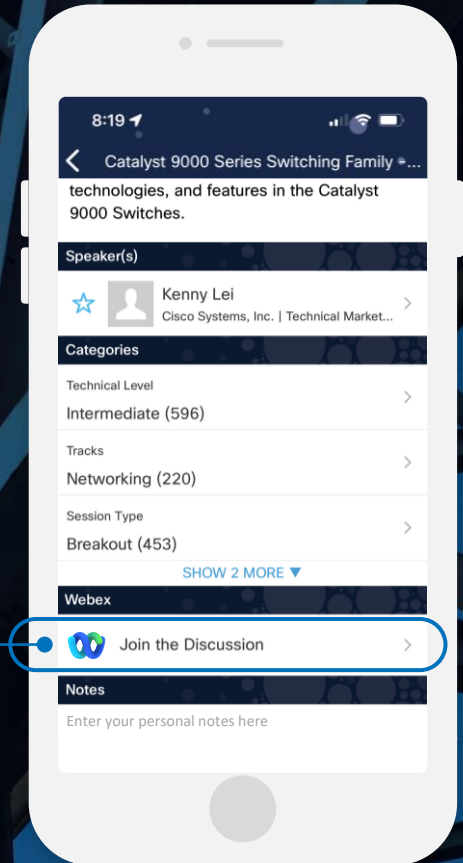 8:19
Catalyst 9000 Series Switching Family -...
technologies, and features in the Catalyst
9000 Switches.
Speaker(s)
Kenny Lei
Cisco Systems, Inc. | Technical Market...
Categories
Technical Level
Intermediate (596)
Tracks
Networking (220)
Session Type
Breakout (453)
SHOW 2 MORE ▼
Webex
Join the Discussion
Notes
Enter your personal notes here